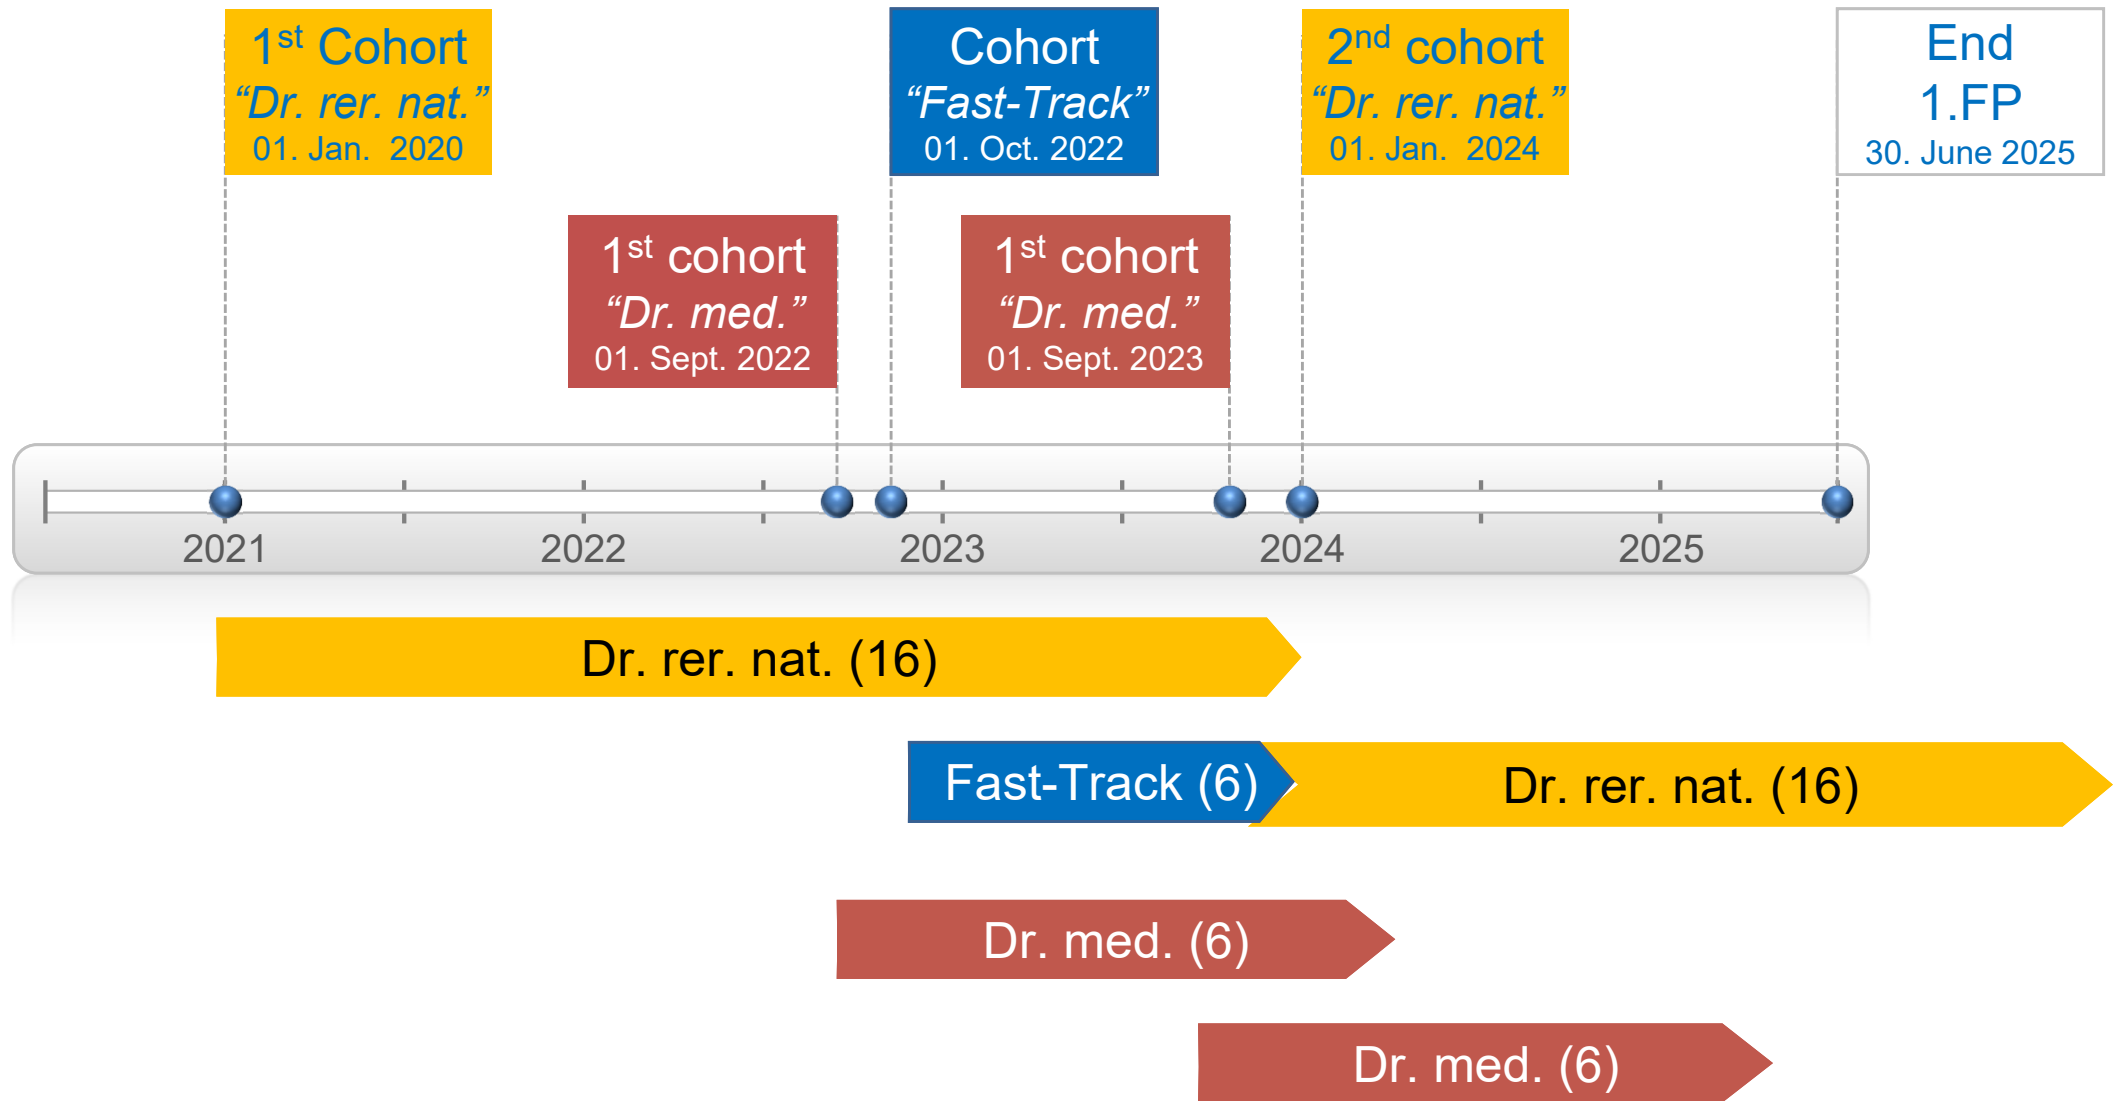 1st Cohort
“Dr. rer. nat.”
01. Jan. 2020
Cohort
“Fast-Track”
01. Oct. 2022
2nd cohort
“Dr. rer. nat.”
01. Jan. 2024
End
1.FP
30. June 2025
1st cohort
“Dr. med.”
01. Sept. 2022
1st cohort
“Dr. med.”
01. Sept. 2023
2021 2022 2023 2024 2025
Dr. rer. nat. (16)
Fast-Track (6) Dr. rer. nat. (16)
Dr. med. (6)
Dr. med. (6)